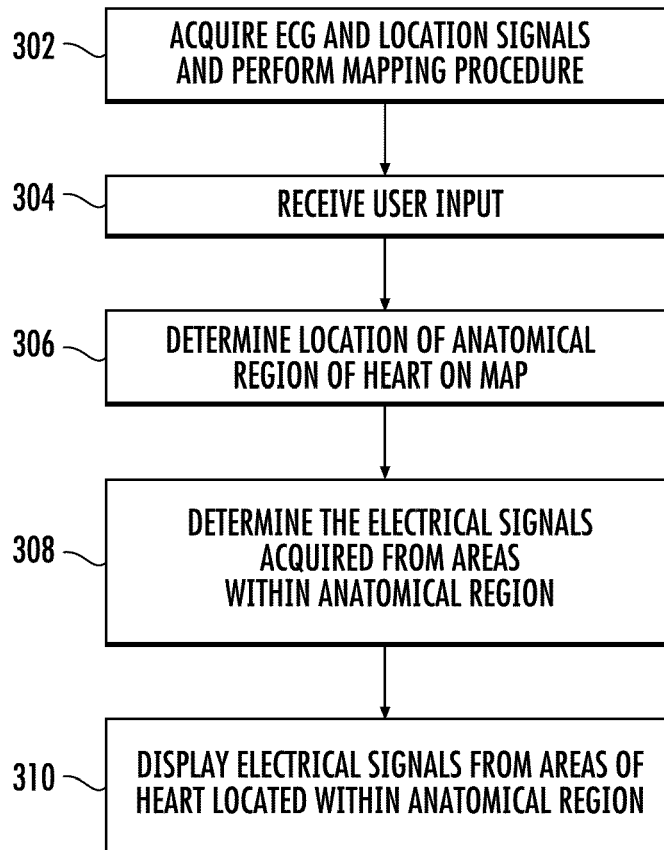 302
ACQUIRE ECG AND LOCATION SIGNALS
AND PERFORM MAPPING PROCEDURE
304
RECEIVE USER INPUT
306
DETERMINE LOCATION OF ANATOMICAL
REGION OF HEART ON MAP
308
DETERMINE THE ELECTRICAL SIGNALS
ACQUIRED FROM AREAS
WITHIN ANATOMICAL REGION
310
DISPLAY ELECTRICAL SIGNALS FROM AREAS OF
HEART LOCATED WITHIN ANATOMICAL REGION